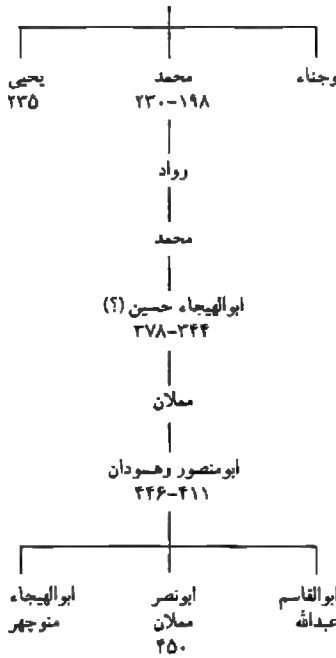 وجناء
محمد
۱۹۸-۲۳۰
یحیی
۲۳۵
رواد
محمد
ابوالهیجاء حسین (؟)
۳۴۴-۳۷۸
مملان
ابومنصور وهسودان
۴۱۱-۴۴۶
ابوالقاسم
عبدالله
ابونصر
مملان
۴۵۰
ابوالهیجاء
منوچهر